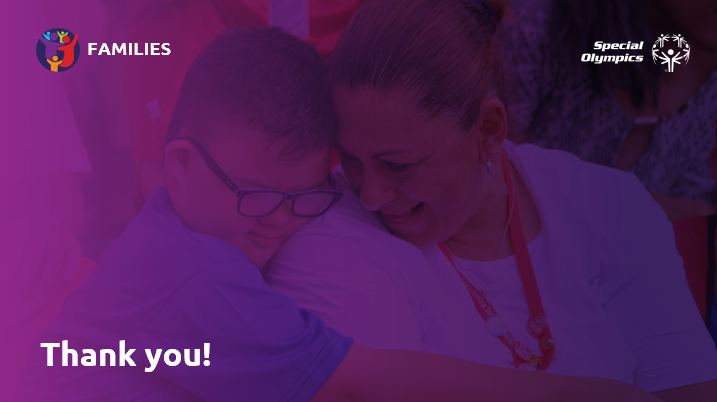 FAMILIES
Special
Olympics
Thank you!